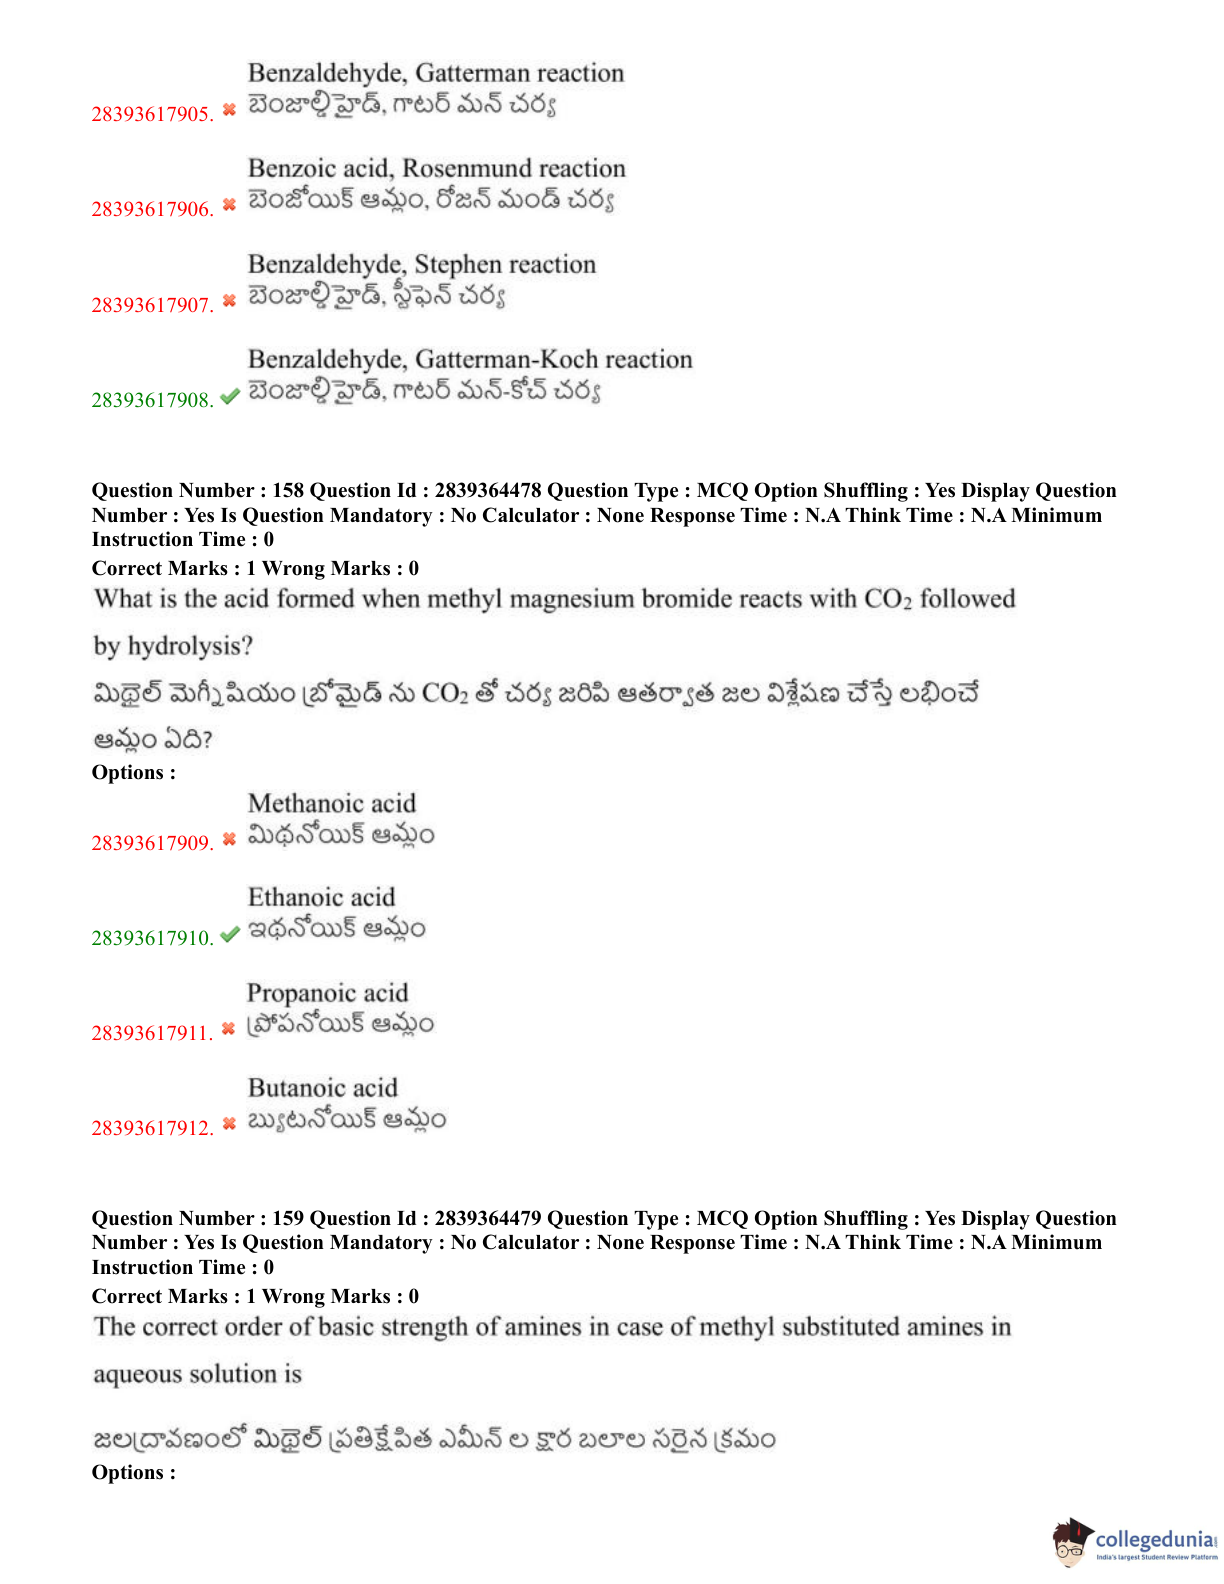 Benzaldehyde, Gatterman reaction
28393617905. బెంజాల్డిహైడ్, గాటర్ మన్ చర్య
Benzoic acid, Rosenmund reaction
28393617906. బెంజోయిక్ ఆమ్లం, రోజన్ మండ్ చర్య
Benzaldehyde, Stephen reaction
28393617907. బెంజాల్డిహైడ్, స్టీఫెన్ చర్య
Benzaldehyde, Gatterman-Koch reaction
28393617908. బెంజాల్డిహైడ్, గాటర్ మన్-కోచ్ చర్య
Question Number : 158 Question Id : 2839364478 Question Type : MCQ Option Shuffling : Yes Display Question
Number : Yes Is Question Mandatory : No Calculator : None Response Time : N.A Think Time : N.A Minimum
Instruction Time : 0
Correct Marks : 1 Wrong Marks : 0
What is the acid formed when methyl magnesium bromide reacts with CO₂ followed
by hydrolysis?
మిథైల్ మెగ్నీషియం బ్రోమైడ్ ను CO₂ తో చర్య జరిపి ఆతర్వాత జల విశ్లేషణ చేస్తే లభించే
ఆమ్లం ఏది?
Options :
Methanoic acid
28393617909. మిథనోయిక్ ఆమ్లం
Ethanoic acid
28393617910. ఇథనోయిక్ ఆమ్లం
Propanoic acid
28393617911. ప్రోపనోయిక్ ఆమ్లం
Butanoic acid
28393617912. బ్యుటనోయిక్ ఆమ్లం
Question Number : 159 Question Id : 2839364479 Question Type : MCQ Option Shuffling : Yes Display Question
Number : Yes Is Question Mandatory : No Calculator : None Response Time : N.A Think Time : N.A Minimum
Instruction Time : 0
Correct Marks : 1 Wrong Marks : 0
The correct order of basic strength of amines in case of methyl substituted amines in
aqueous solution is
జలద్రావణంలో మిథైల్ ప్రతిక్షేపిత ఎమీన్ ల క్షార బలాల సరైన క్రమం
Options :
collegedunia
India's largest Student Review Platform